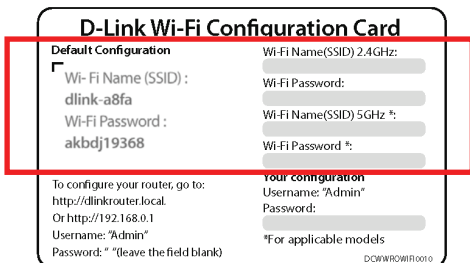 D-Link Wi-Fi Configuration Card
Default Configuration
Wi- Fi Name (SSID) :
dlink-a8fa
Wi-Fi Password :
akbdj19368
To configure your router, go to:
http://dlinkrouter.local.
Or http://192.168.0.1
Username: "Admin"
Password: " "(leave the field blank)
Wi-Fi Name(SSID) 2.4GHz:
Wi-Fi Password:
Wi-Fi Name(SSID) 5GHz *:
Wi-Fi Password *:
Your configuration
Username: "Admin"
Password:
*For applicable models
DCWWROWIFI0010